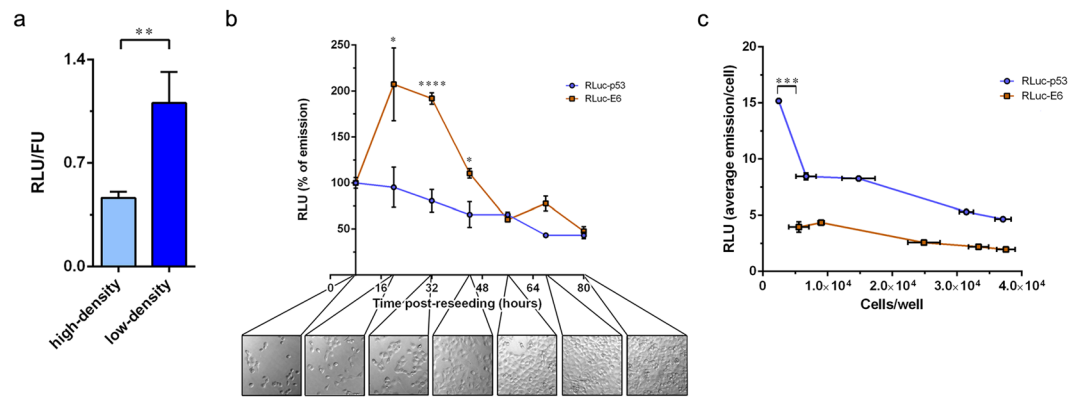 a
**
1.4
0.7
0.0
RLU/FU
high-density
low-density
b
250
200
150
100
50
RLU (% of emission)
*
****
*
RLuc-p53
RLuc-E6
0
16
32
48
64
80
Time post-reseeding (hours)
c
20
15
10
5
0
RLU (average emission/cell)
***
RLuc-p53
RLuc-E6
0
1.0×10⁴
2.0×10⁴
3.0×10⁴
4.0×10⁴
Cells/well